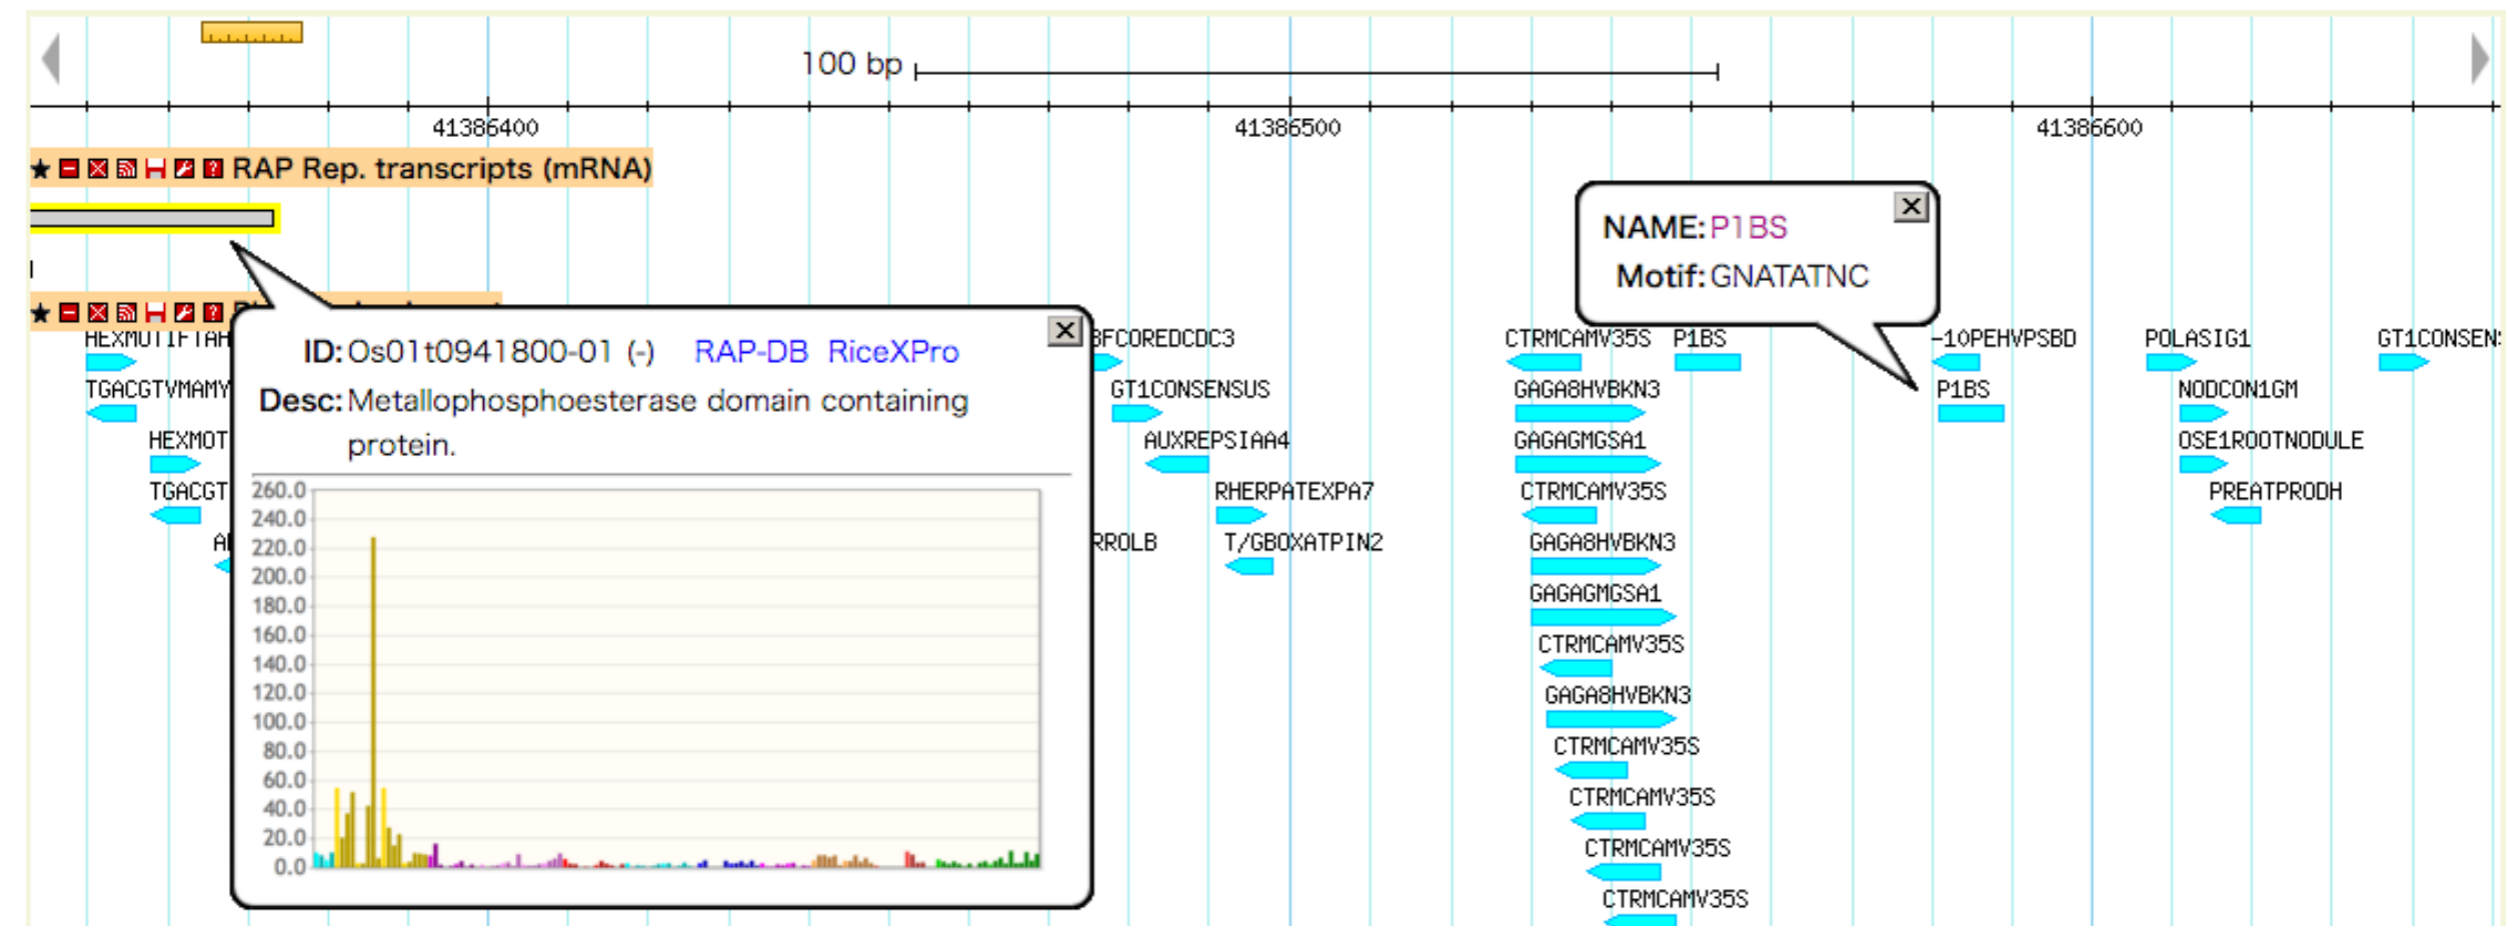 100 bp
41386400 41386500 41386600
RAP Rep. transcripts (mRNA)
NAME: P1BS
Motif: GNATATNC
ID: Os01t0941800-01 (-) RAP-DB RiceXPro
Desc: Metallophosphoesterase domain containing
protein.
260.0
240.0
220.0
200.0
180.0
160.0
140.0
120.0
100.0
80.0
60.0
40.0
20.0
0.0
HEXMOTIFTAH
TGACGTVMAMY
HEXMOT
TGACGT
BFCOREDCDC3
GT1CONSENSUS
AUXREPSIAA4
RHERPATEXPA7
RROLB T/GBOXATPIN2
CTRMCAMV35S P1BS
GAGA8HVBKN3
GAGAGMGSA1
CTRMCAMV35S
GAGA8HVBKN3
GAGAGMGSA1
CTRMCAMV35S
GAGA8HVBKN3
CTRMCAMV35S
CTRMCAMV35S
CTRMCAMV35S
CTRMCAMV35S
-10PEHVPSBD POLASIG1 GT1CONSEN
P1BS NODCON1GM
OSE1ROOTNODULE
PREATPRODH